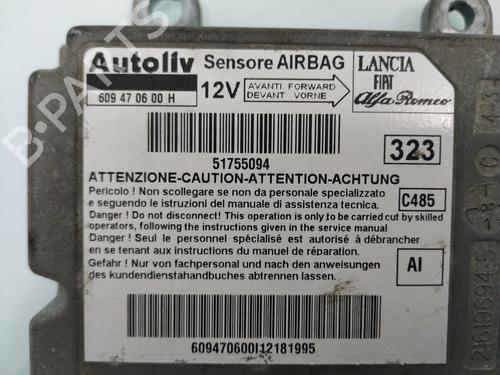 Autoliv
609 47 06 00 H
Sensore AIRBAG
12V
AVANTI FORWARD
DEVANT VORNE
LANCIA
FIAT
Alfa Romeo
51755094
323
ATTENZIONE-CAUTION-ATTENTION-ACHTUNG
Pericolo ! Non scollegare se non da personale specializzato
e seguendo le istruzioni del manuale di assistenza tecnica.
C485
Danger ! Do not disconnect! This operation is only to be carried cut by skilled
operators, following the instructions given in the service manual
Danger ! Seul le personnel spécialisé est autorisé à débrancher
en se tenant aux instructions du manuel de réparation.
AI
Gefahr ! Nur von fachpersonal und nach den anweisungen
des kundendienstahandbuches abtrennen lassen.
609470600I12181995
21619694-5
B-PARTS